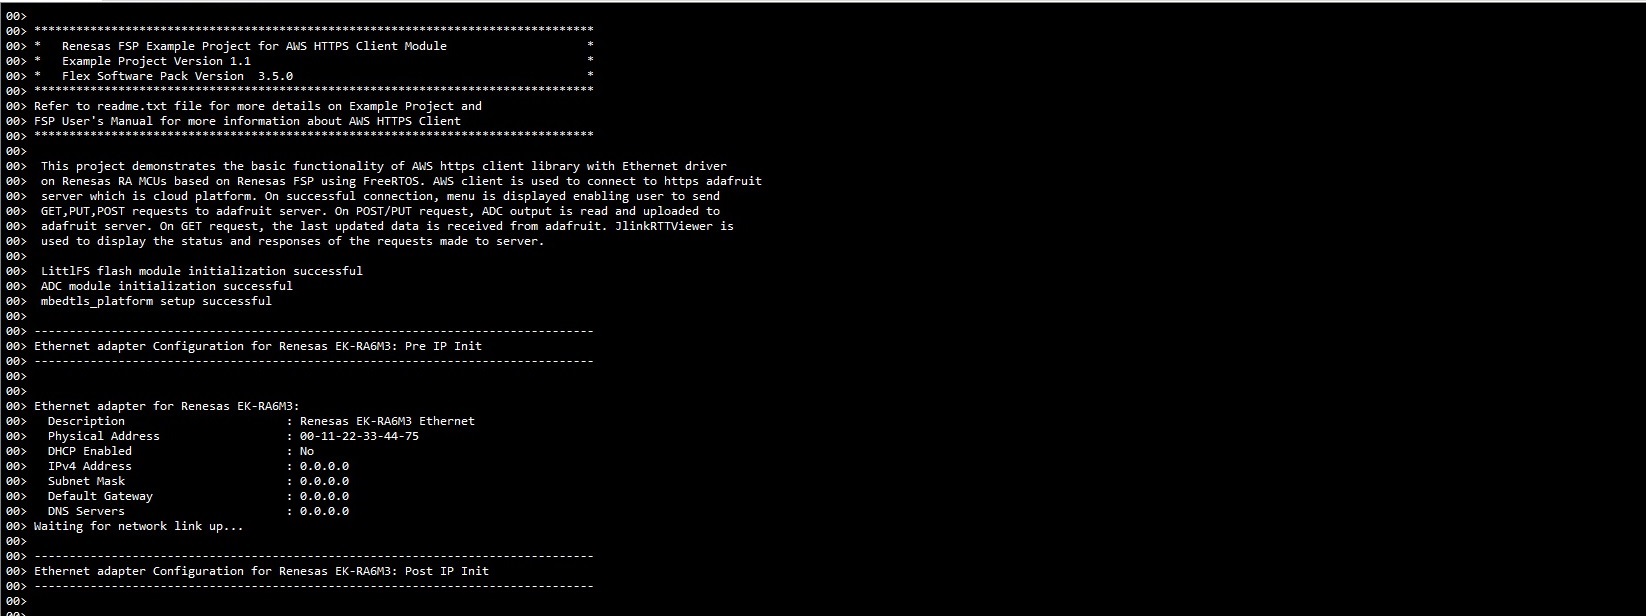 00>
00> ********************************************************************************
00> *   Renesas FSP Example Project for AWS HTTPS Client Module                    *
00> *   Example Project Version 1.1                                                *
00> *   Flex Software Pack Version  3.5.0                                          *
00> ********************************************************************************
00> Refer to readme.txt file for more details on Example Project and
00> FSP User's Manual for more information about AWS HTTPS Client
00> ********************************************************************************
00>
00>  This project demonstrates the basic functionality of AWS https client library with Ethernet driver
00>  on Renesas RA MCUs based on Renesas FSP using FreeRTOS. AWS client is used to connect to https adafruit
00>  server which is cloud platform. On successful connection, menu is displayed enabling user to send
00>  GET,PUT,POST requests to adafruit server. On POST/PUT request, ADC output is read and uploaded to
00>  adafruit server. On GET request, the last updated data is received from adafruit. JlinkRTTViewer is
00>  used to display the status and responses of the requests made to server.
00>
00>  LittlFS flash module initialization successful
00>  ADC module initialization successful
00>  mbedtls_platform setup successful
00>
00> --------------------------------------------------------------------------------
00> Ethernet adapter Configuration for Renesas EK-RA6M3: Pre IP Init
00> --------------------------------------------------------------------------------
00>
00>
00> Ethernet adapter for Renesas EK-RA6M3:
00>   Description                       : Renesas EK-RA6M3 Ethernet
00>   Physical Address                  : 00-11-22-33-44-75
00>   DHCP Enabled                      : No
00>   IPv4 Address                      : 0.0.0.0
00>   Subnet Mask                       : 0.0.0.0
00>   Default Gateway                   : 0.0.0.0
00>   DNS Servers                       : 0.0.0.0
00> Waiting for network link up...
00>
00> --------------------------------------------------------------------------------
00> Ethernet adapter Configuration for Renesas EK-RA6M3: Post IP Init
00> --------------------------------------------------------------------------------
00>
00>